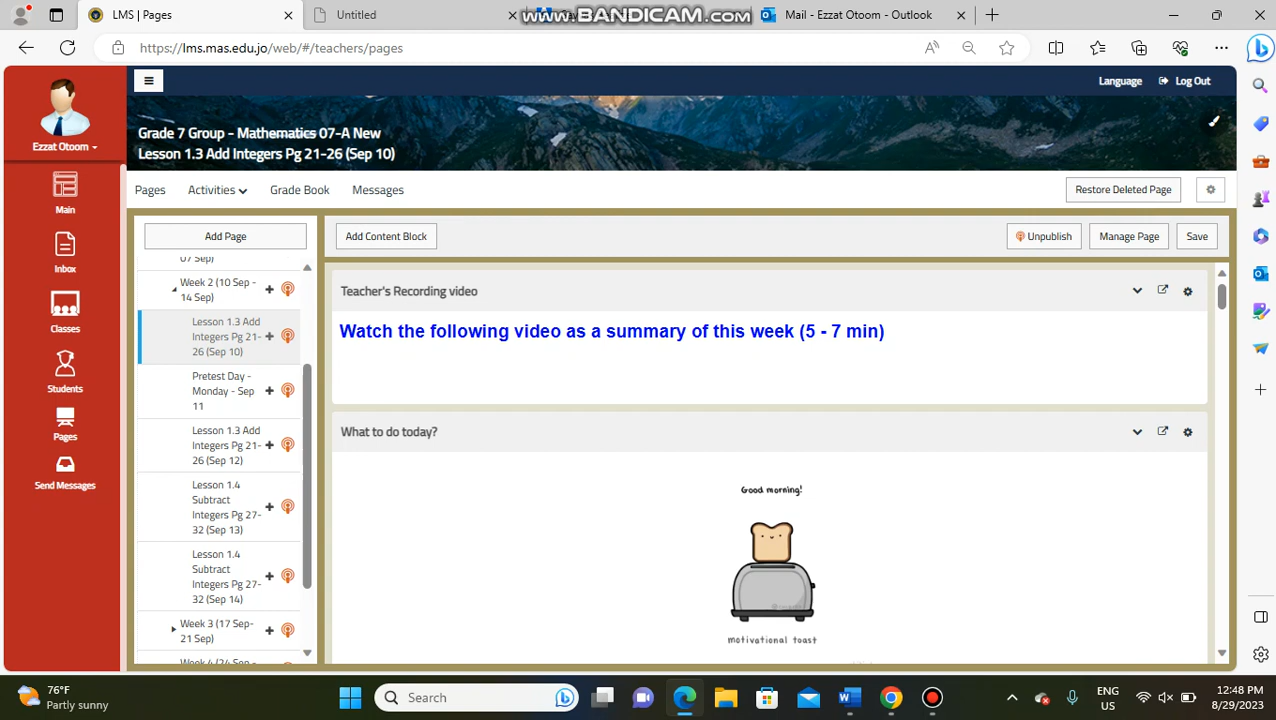 LMS | Pages
Untitled
www.BANDICAM.com
Mail - Ezzat Otoom - Outlook
https://lms.mas.edu.jo/web/#/teachers/pages
Language
Log Out
Grade 7 Group - Mathematics 07-A New
Lesson 1.3 Add Integers Pg 21-26 (Sep 10)
Ezzat Otoom
Main
Inbox
Classes
Students
Pages
Send Messages
Pages
Activities
Grade Book
Messages
Restore Deleted Page
Add Page
Add Content Block
Unpublish
Manage Page
Save
07 Sep)
Week 2 (10 Sep -
14 Sep)
Lesson 1.3 Add
Integers Pg 21-
26 (Sep 10)
Pretest Day -
Monday - Sep
11
Lesson 1.3 Add
Integers Pg 21-
26 (Sep 12)
Lesson 1.4
Subtract
Integers Pg 27-
32 (Sep 13)
Lesson 1.4
Subtract
Integers Pg 27-
32 (Sep 14)
Week 3 (17 Sep-
21 Sep)
Week 4 (24 Sep -
Teacher's Recording video
Watch the following video as a summary of this week (5 - 7 min)
What to do today?
Good morning!
motivational toast
76°F
Partly sunny
Search
ENG
US
12:48 PM
8/29/2023